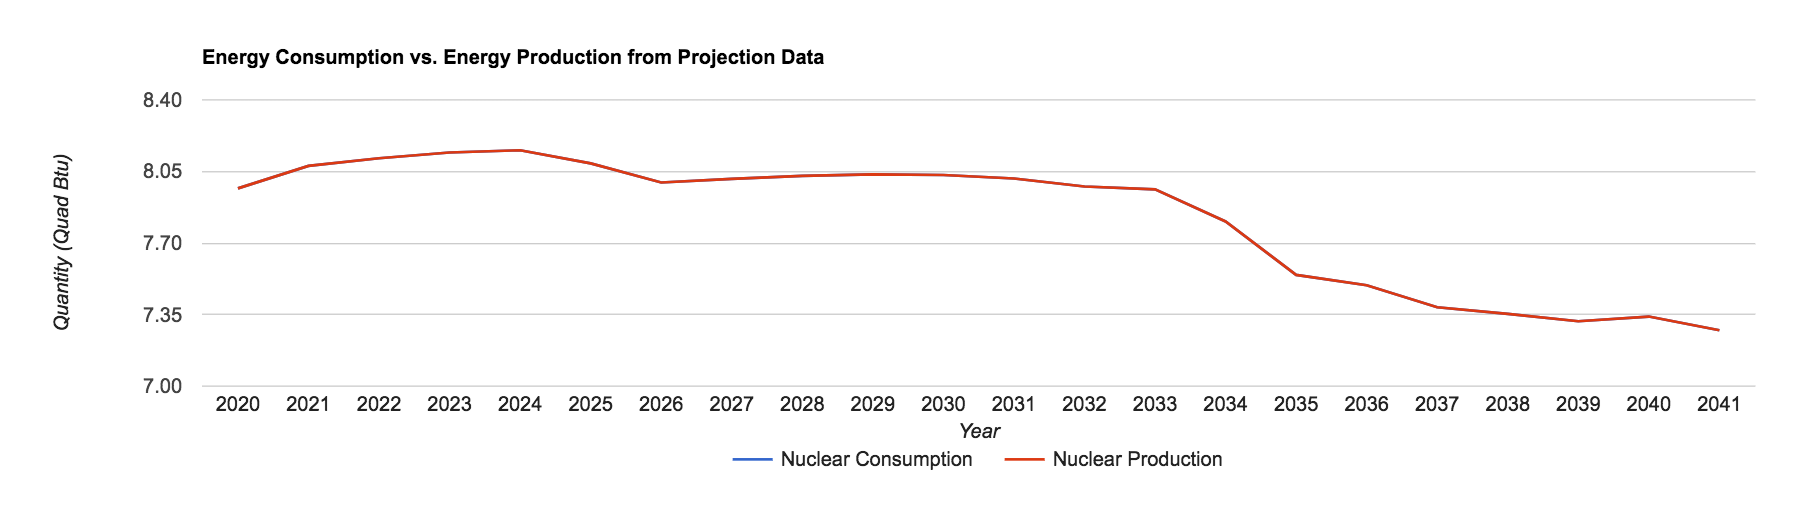 Energy Consumption vs. Energy Production from Projection Data
8.40
8.05
7.70
7.35
7.00
Quantity (Quad Btu)
2020 2021 2022 2023 2024 2025 2026 2027 2028 2029 2030 2031 2032 2033 2034 2035 2036 2037 2038 2039 2040 2041
Year
Nuclear Consumption Nuclear Production